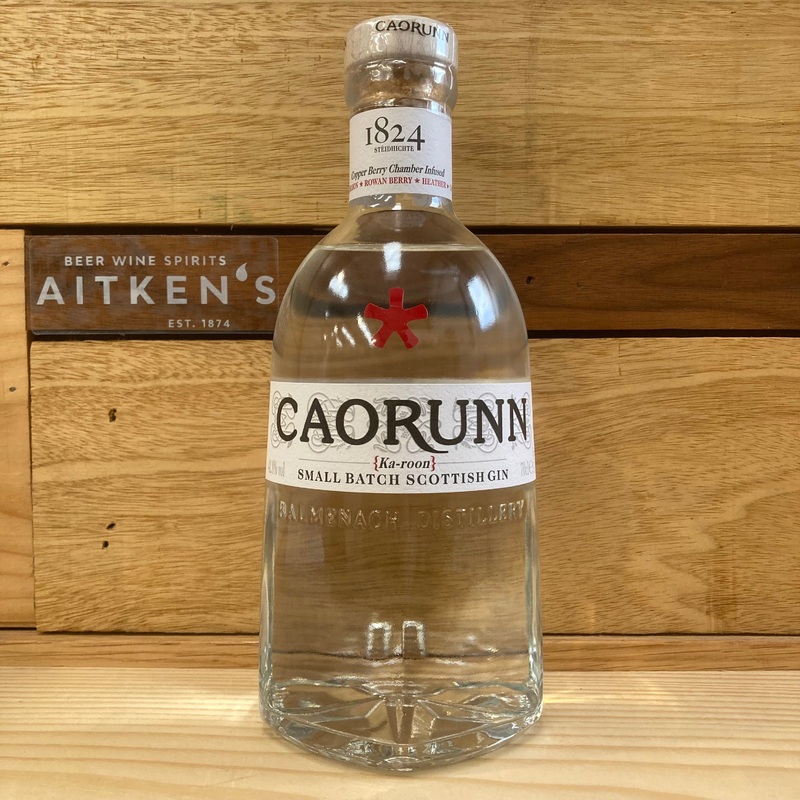 CAORUNN
1824
STÈIDHICHTE
Copper Berry Chamber Infused
★ ROWAN BERRY ★ HEATHER ★
BEER WINE SPIRITS
AITKEN'S
EST. 1874
CAORUNN
{Ka-roon}
SMALL BATCH SCOTTISH GIN
BALMENACH DISTILLERY